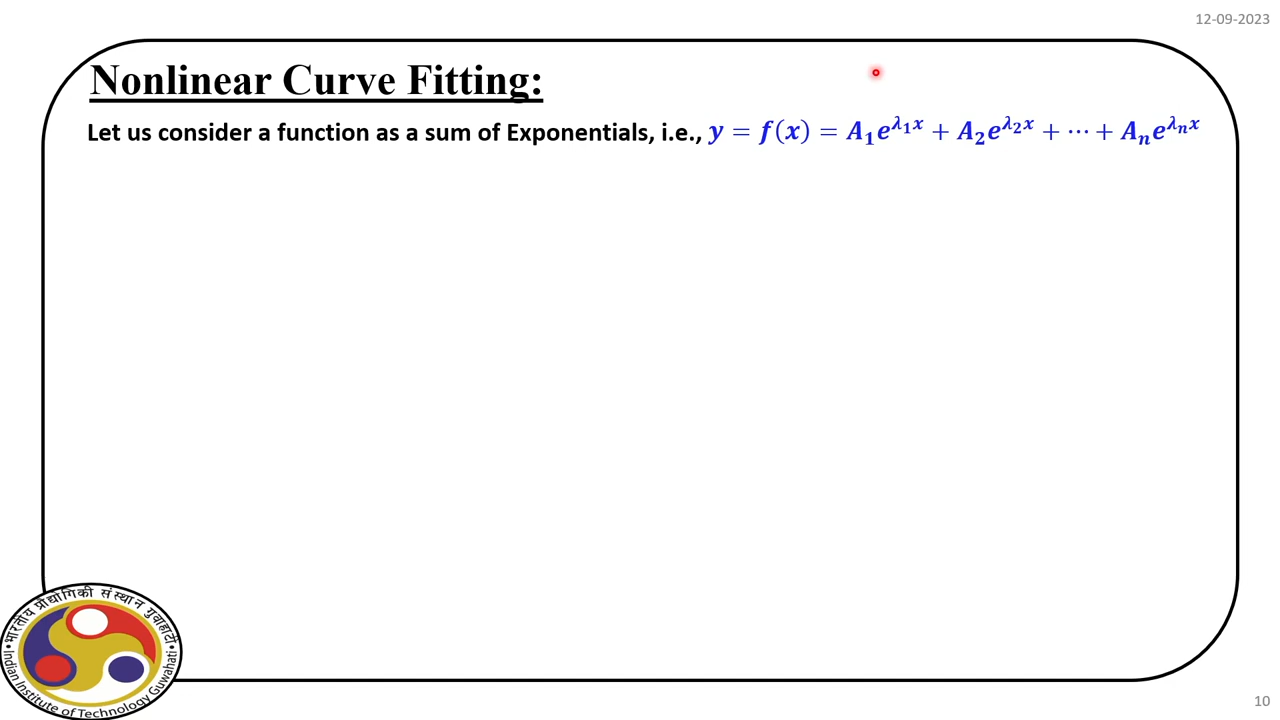 12-09-2023
Nonlinear Curve Fitting:
Let us consider a function as a sum of Exponentials, i.e., y = f(x) = A₁e^{λ₁x} + A₂e^{λ₂x} + ⋯ + Aₙe^{λₙx}
भारतीय प्रौद्योगिकी संस्थान गुवाहाटी
Indian Institute of Technology Guwahati
10